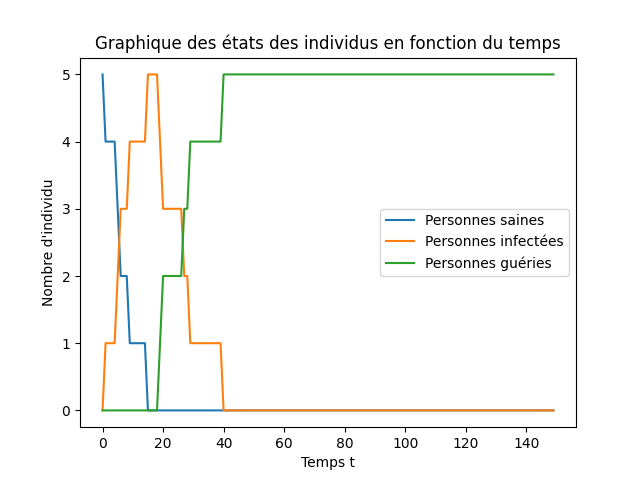 Graphique des états des individus en fonction du temps
5
4
3
2
1
0
Nombre d'individu
Personnes saines
Personnes infectées
Personnes guéries
0 20 40 60 80 100 120 140
Temps t